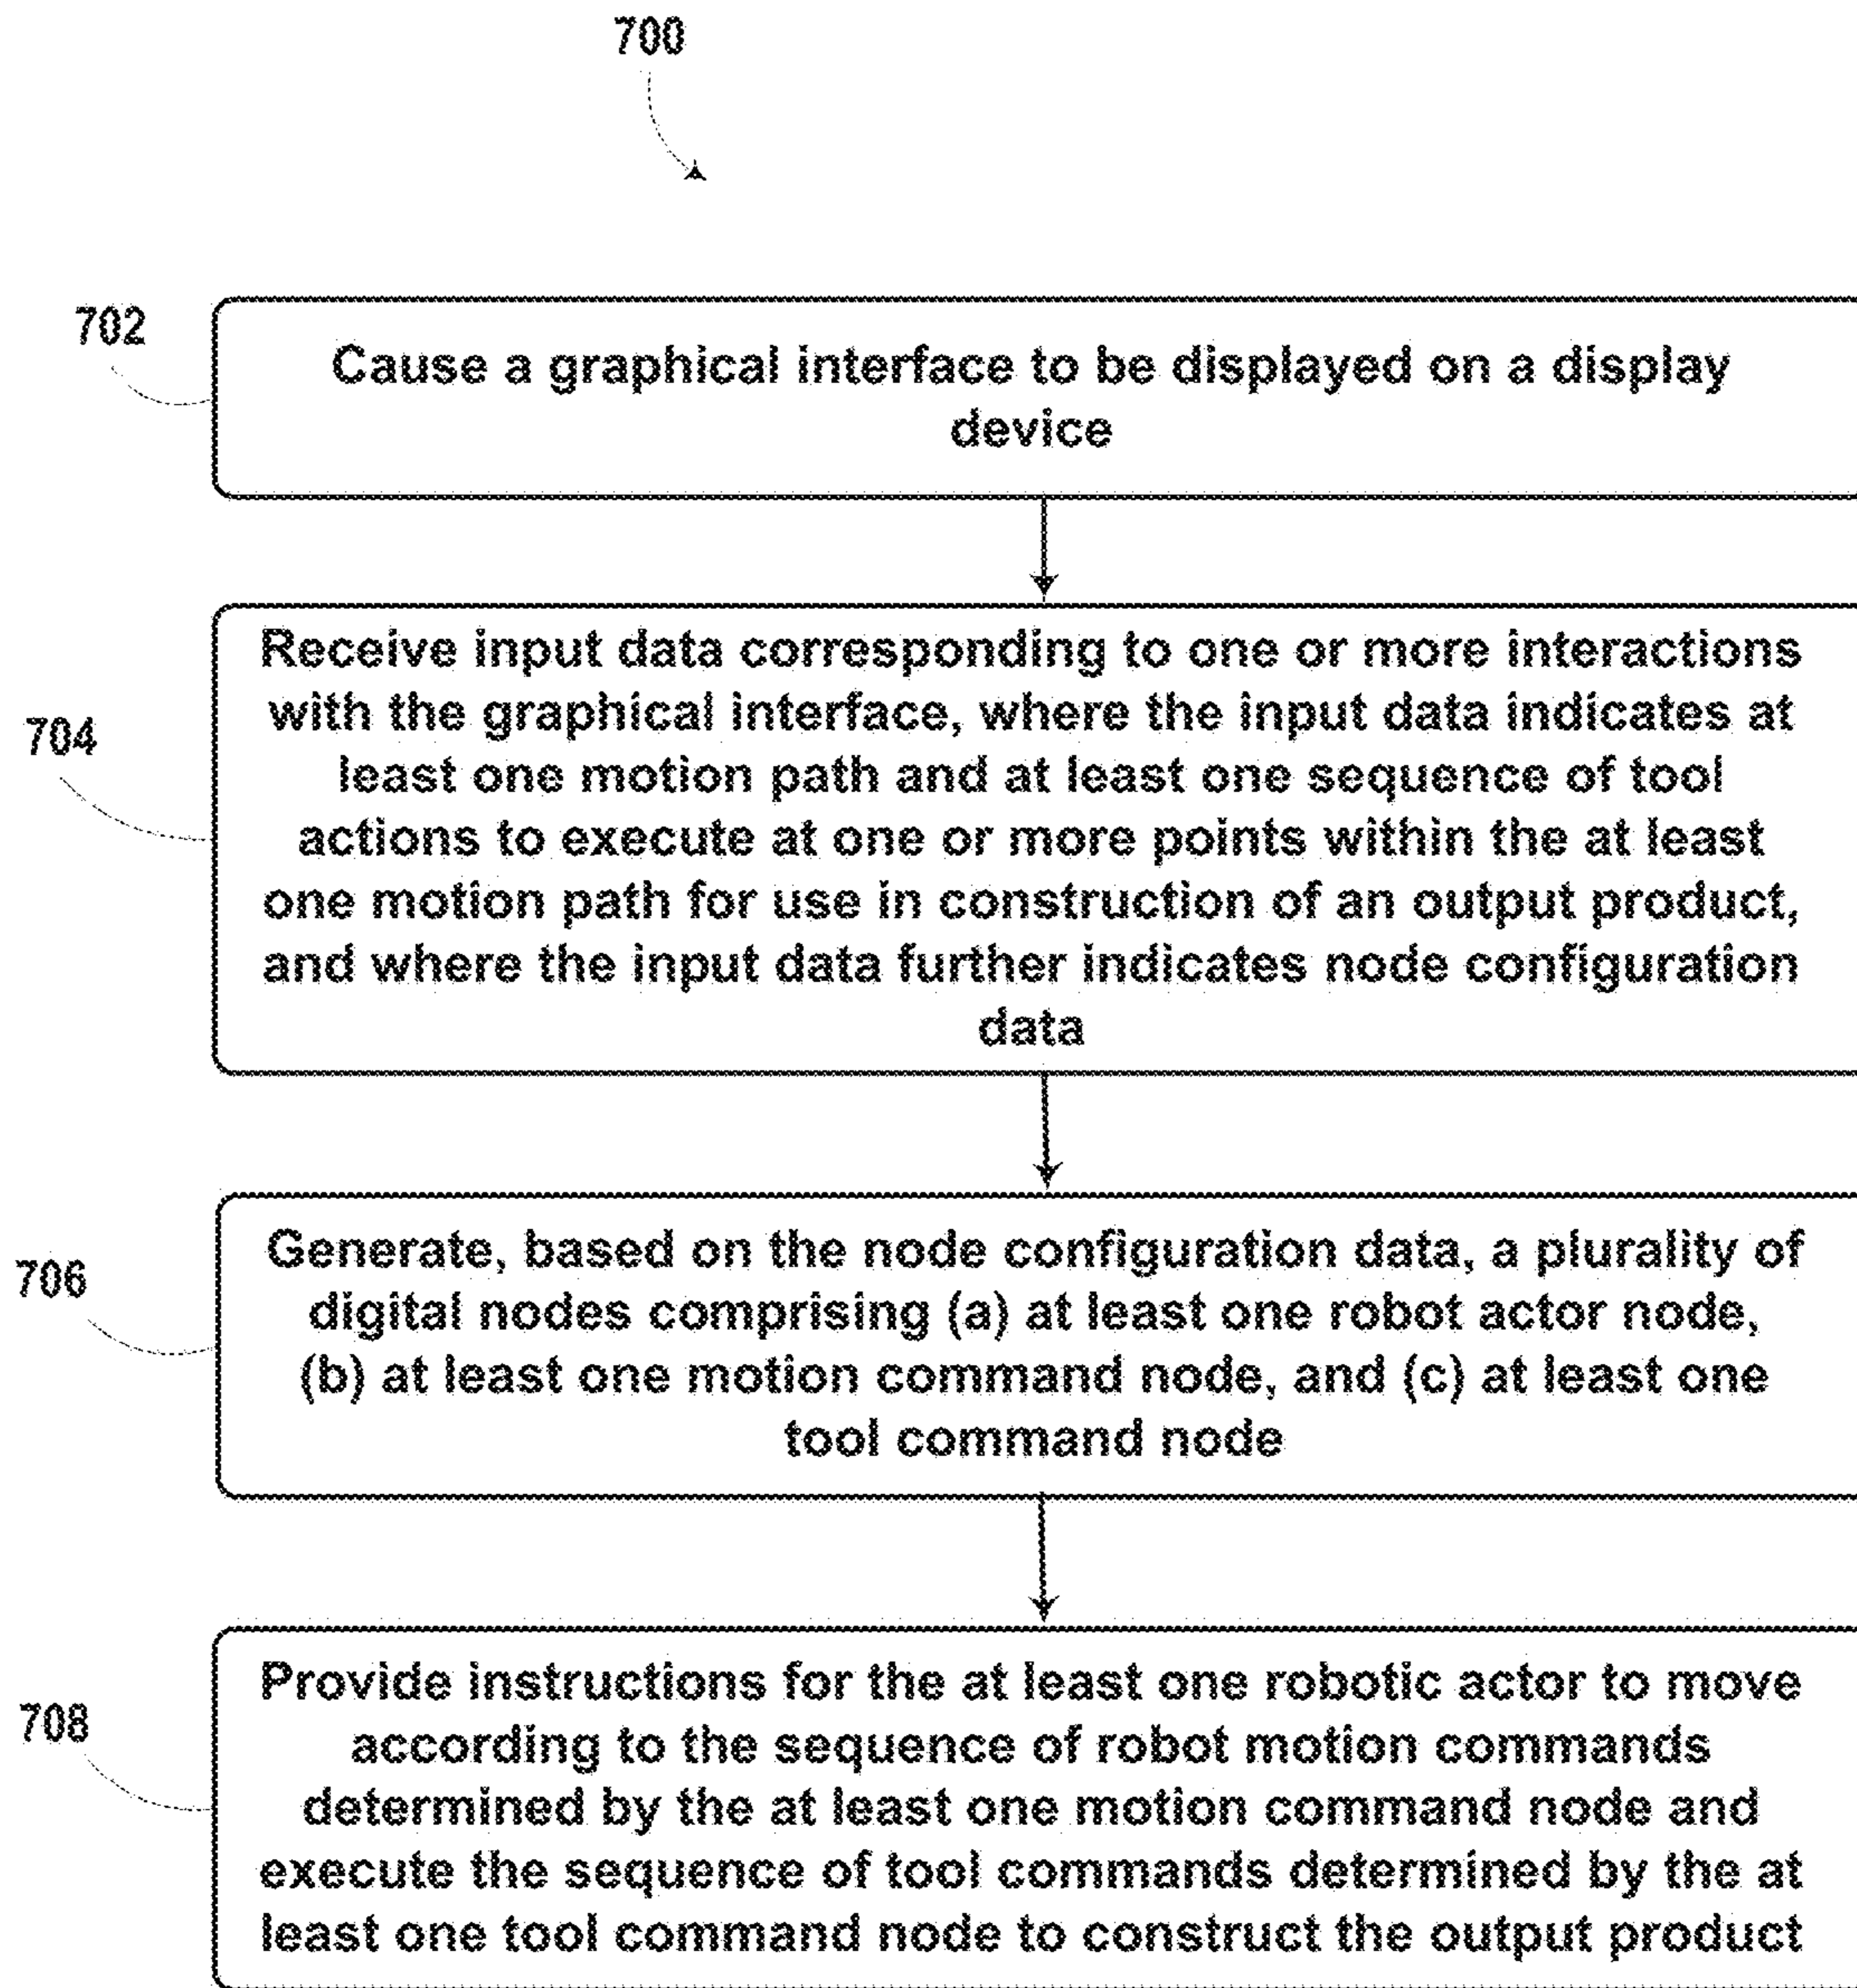 700
702
Cause a graphical interface to be displayed on a display
device
704
Receive input data corresponding to one or more interactions
with the graphical interface, where the input data indicates at
least one motion path and at least one sequence of tool
actions to execute at one or more points within the at least
one motion path for use in construction of an output product,
and where the input data further indicates node configuration
data
706
Generate, based on the node configuration data, a plurality of
digital nodes comprising (a) at least one robot actor node,
(b) at least one motion command node, and (c) at least one
tool command node
708
Provide instructions for the at least one robotic actor to move
according to the sequence of robot motion commands
determined by the at least one motion command node and
execute the sequence of tool commands determined by the at
least one tool command node to construct the output product